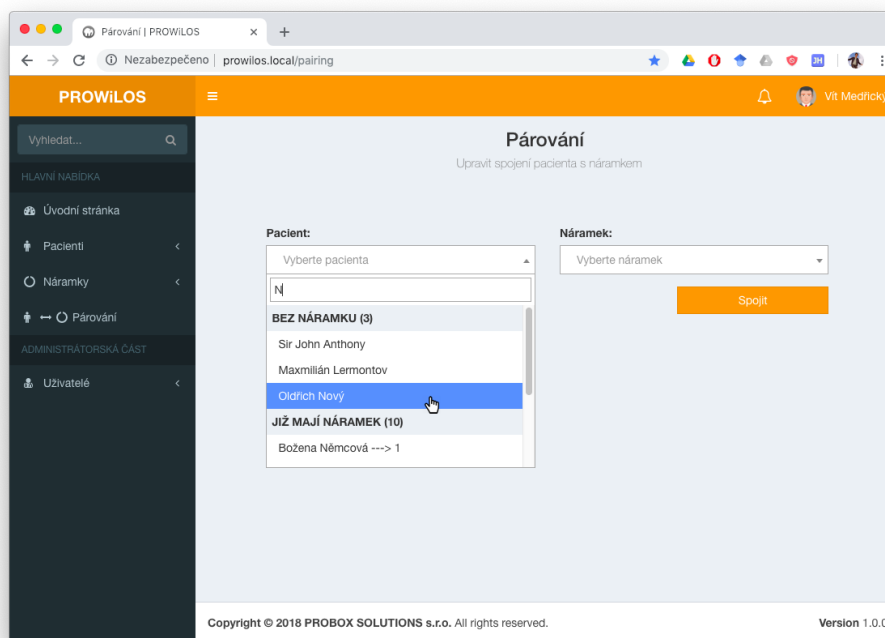 Párování | PROWiLOS
Nezabezpečeno | prowilos.local/pairing
JH
PROWiLOS
Vít Medřický
Vyhledat...
HLAVNÍ NABÍDKA
Úvodní stránka
Pacienti
Náramky
Párování
ADMINISTRÁTORSKÁ ČÁST
Uživatelé
Párování
Upravit spojení pacienta s náramkem
Pacient:
Náramek:
Vyberte pacienta
Vyberte náramek
N
Spojit
BEZ NÁRAMKU (3)
Sir John Anthony
Maxmilián Lermontov
Oldřich Nový
JIŽ MAJÍ NÁRAMEK (10)
Božena Němcová ---> 1
Copyright © 2018 PROBOX SOLUTIONS s.r.o. All rights reserved.
Version 1.0.0